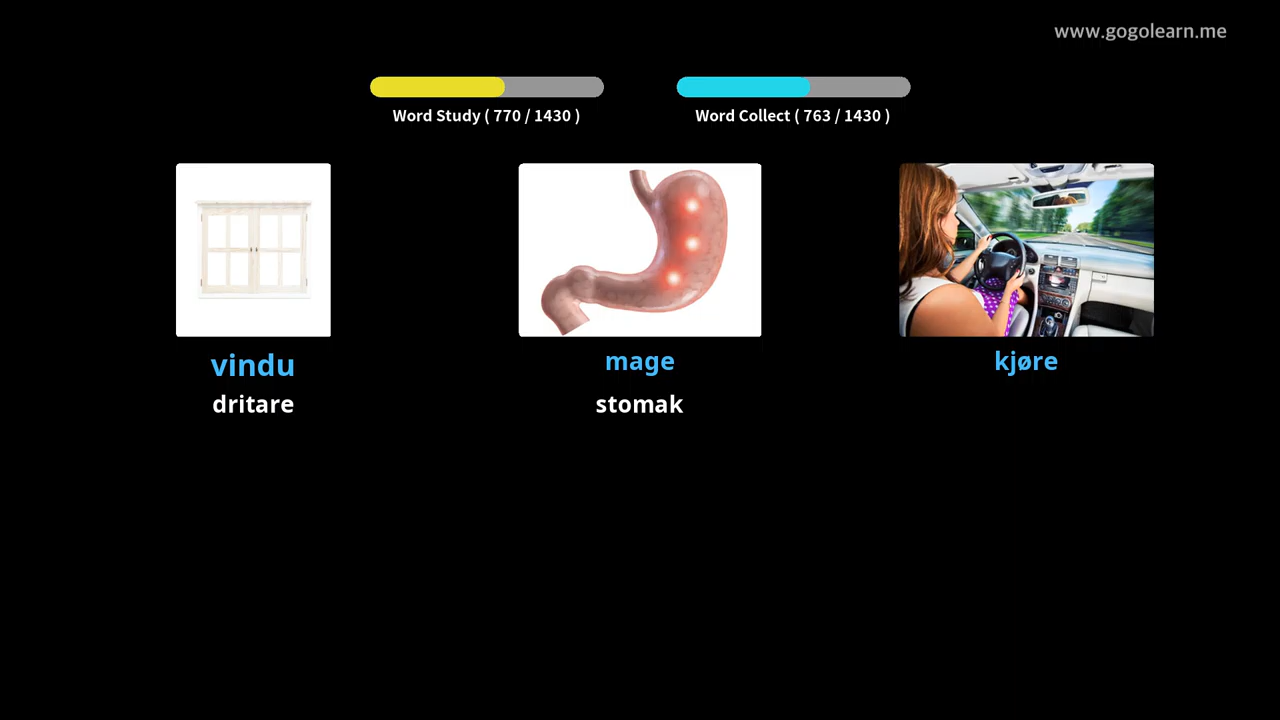 www.gogolearn.me
Word Study ( 770 / 1430 )
Word Collect ( 763 / 1430 )
vindu
mage
kjøre
dritare
stomak